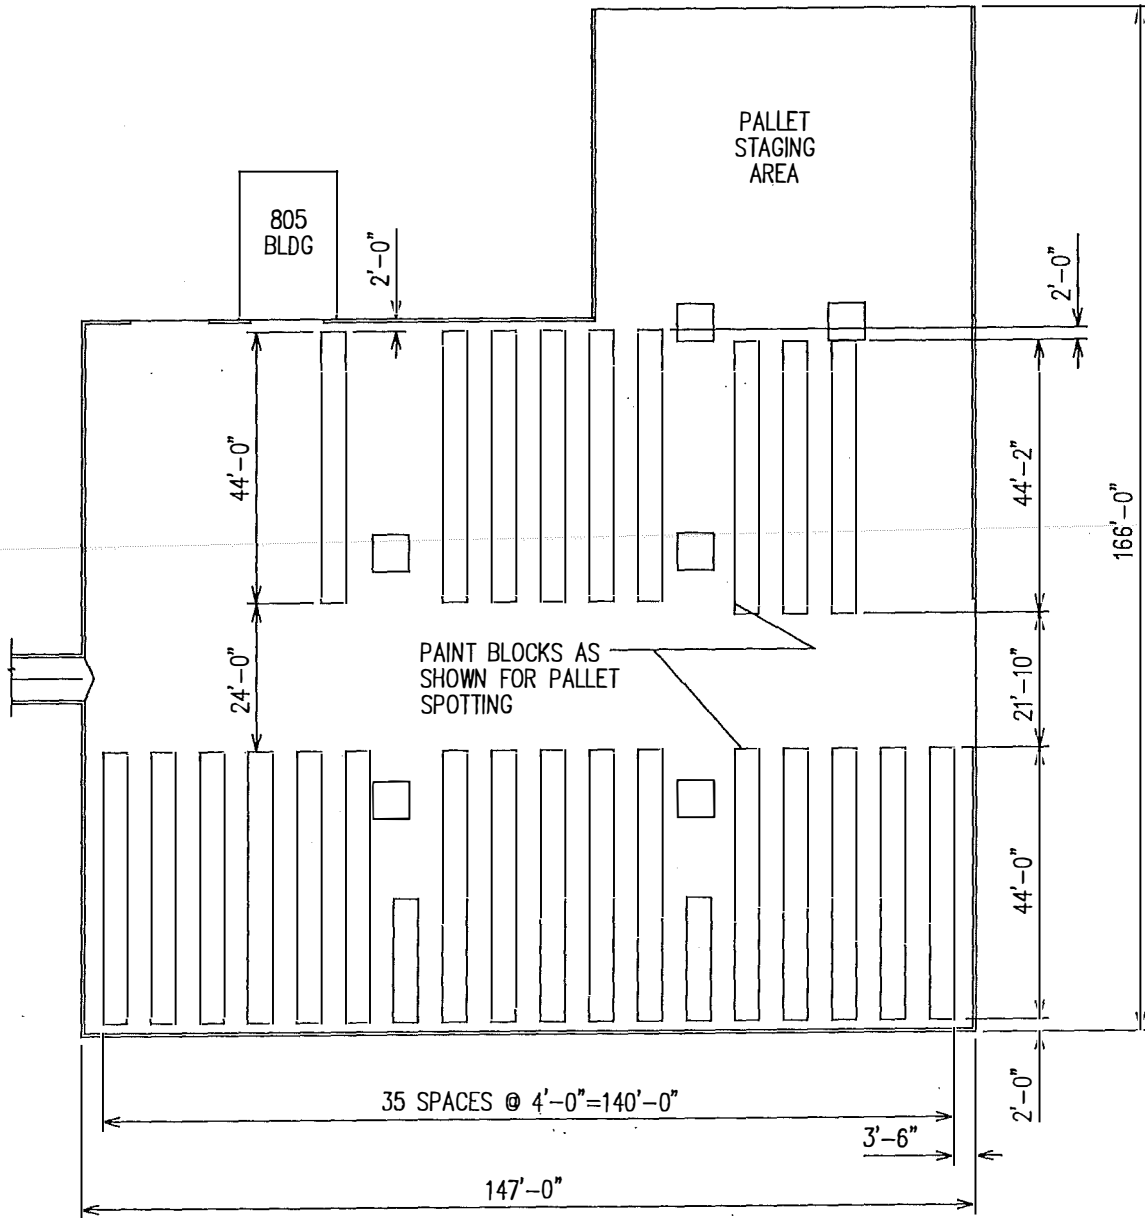 PALLET
STAGING
AREA
805
BLDG
2'-0"
2'-0"
44'-0"
44'-2"
166'-0"
PAINT BLOCKS AS
SHOWN FOR PALLET
SPOTTING
24'-0"
21'-10"
44'-0"
35 SPACES @ 4'-0"=140'-0"
2'-0"
3'-6"
147'-0"